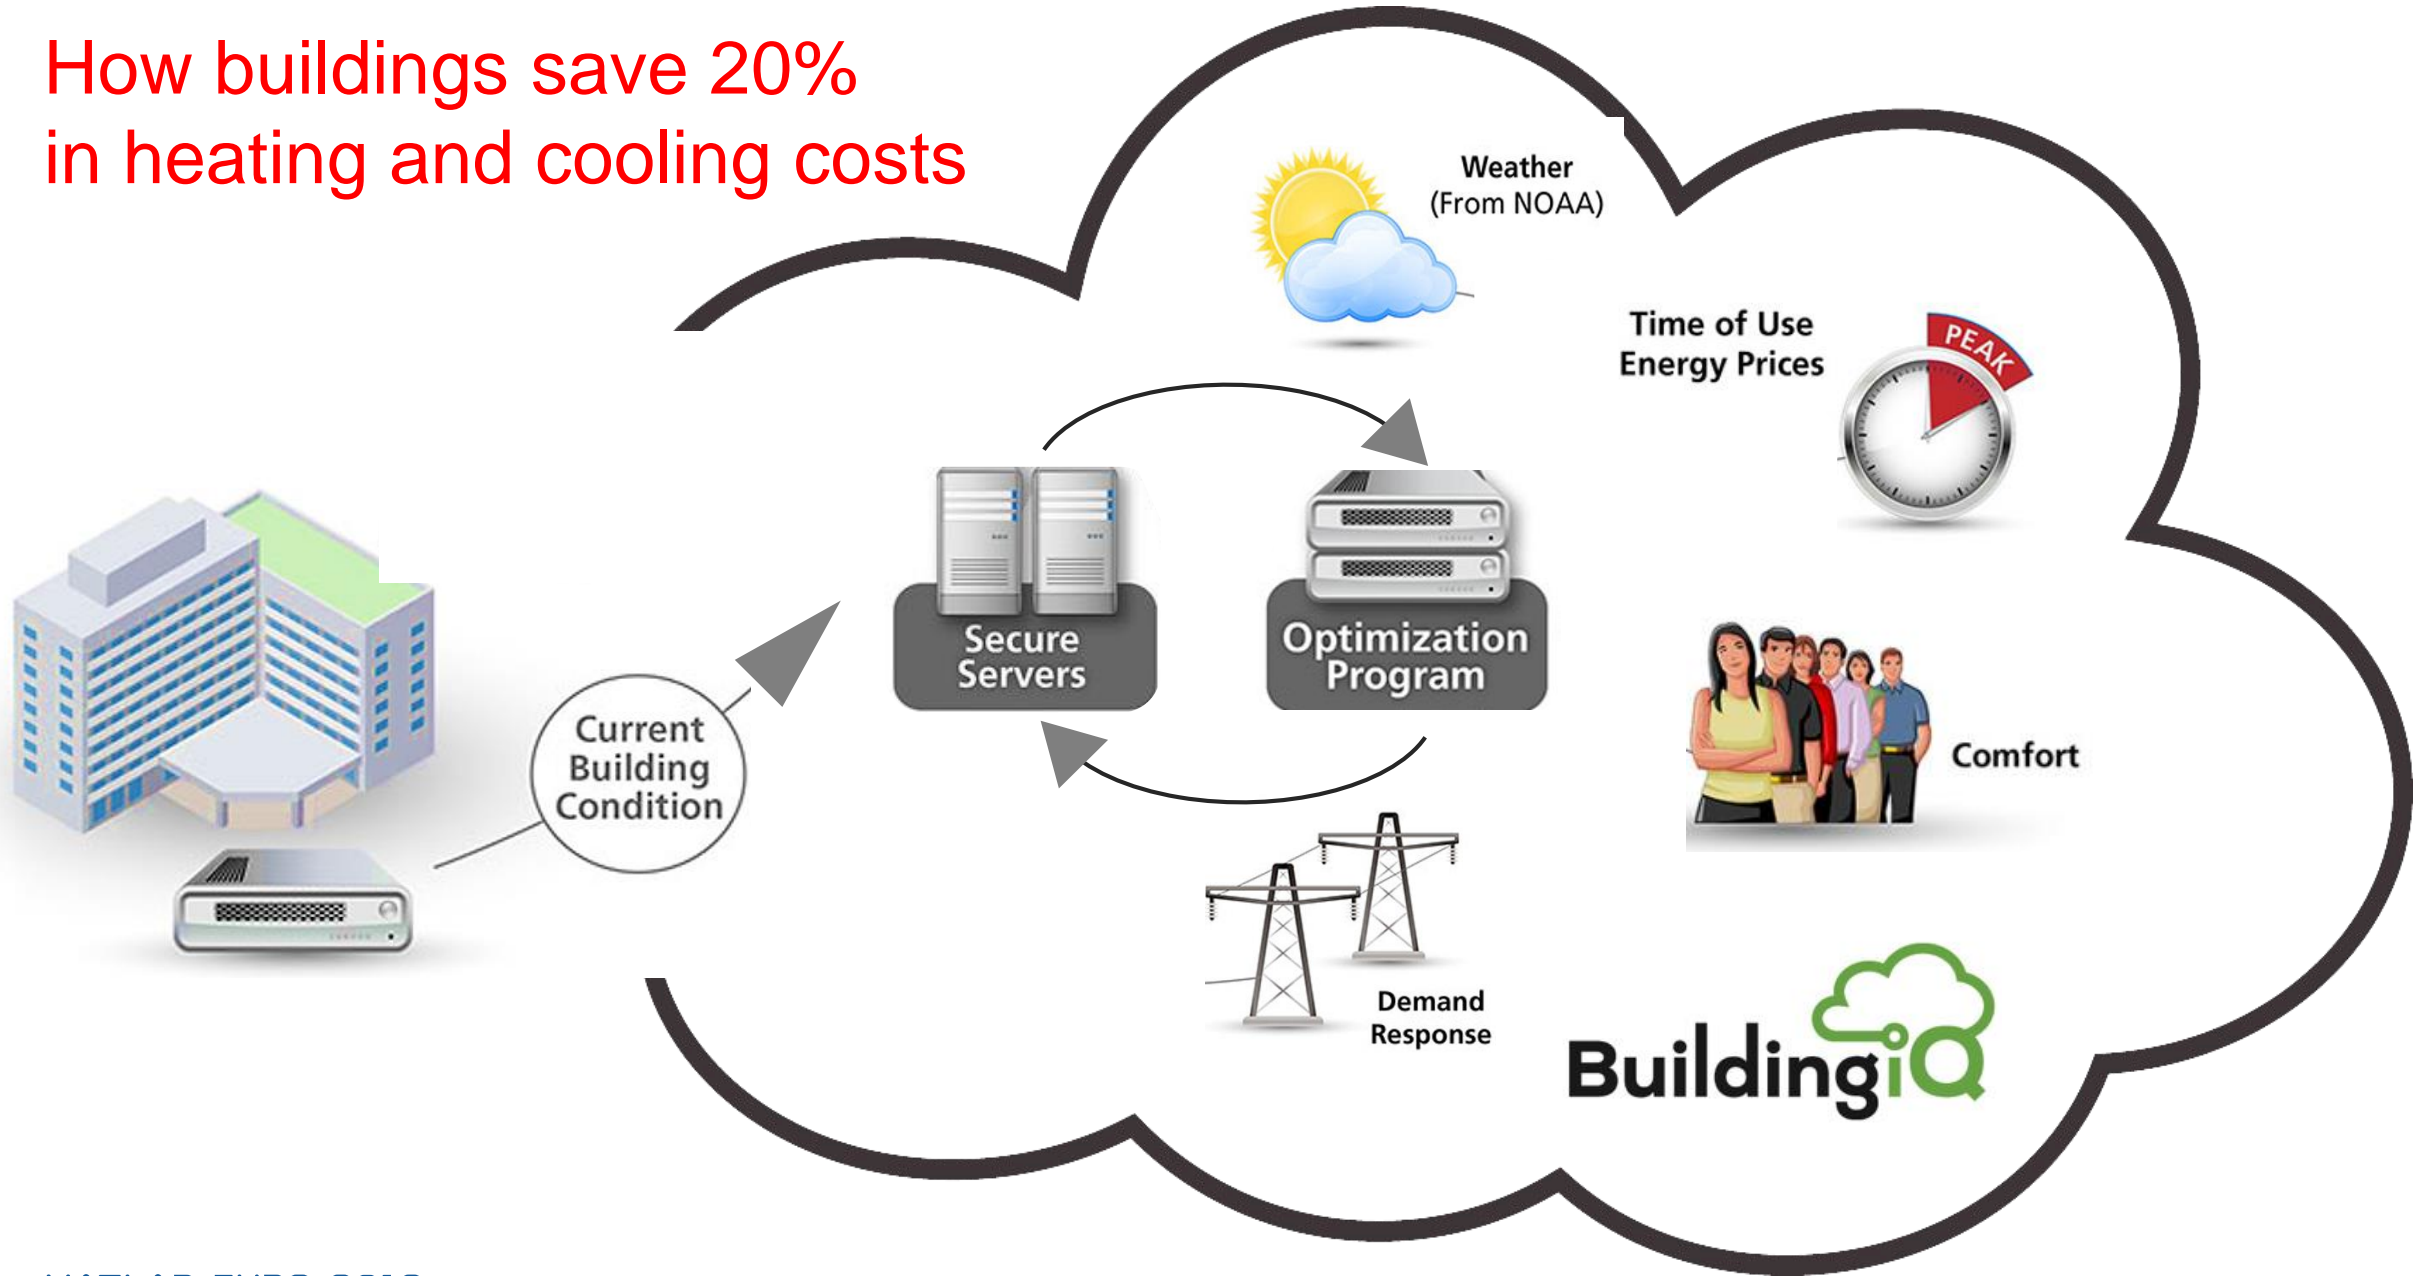 How buildings save 20%
in heating and cooling costs
Weather
(From NOAA)
Time of Use
Energy Prices
PEAK
Secure
Servers
Optimization
Program
Current
Building
Condition
Comfort
Demand
Response
BuildingiQ